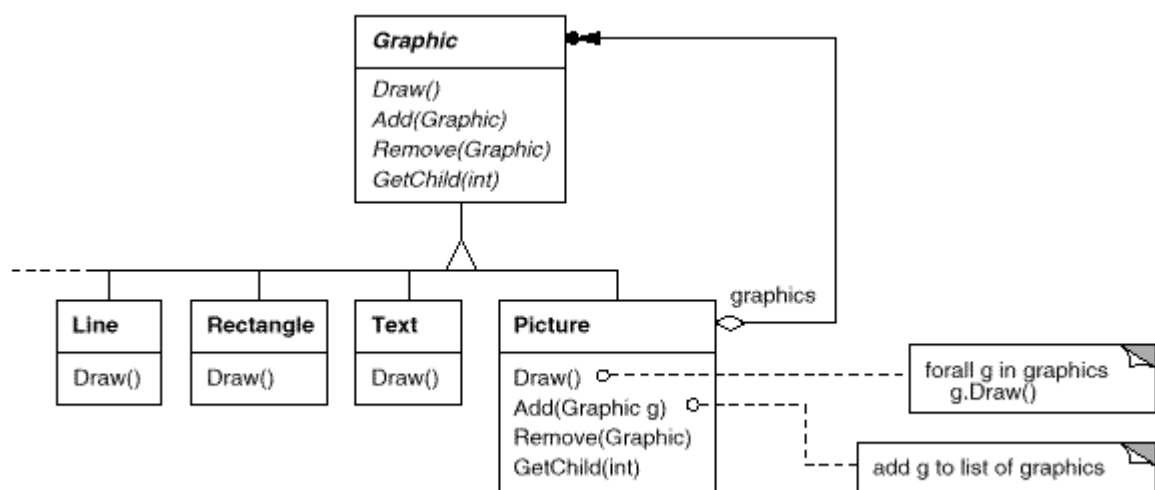 Graphic
Draw()
Add(Graphic)
Remove(Graphic)
GetChild(int)
graphics
Line
Draw()
Rectangle
Draw()
Text
Draw()
Picture
Draw()
Add(Graphic g)
Remove(Graphic)
GetChild(int)
forall g in graphics
g.Draw()
add g to list of graphics